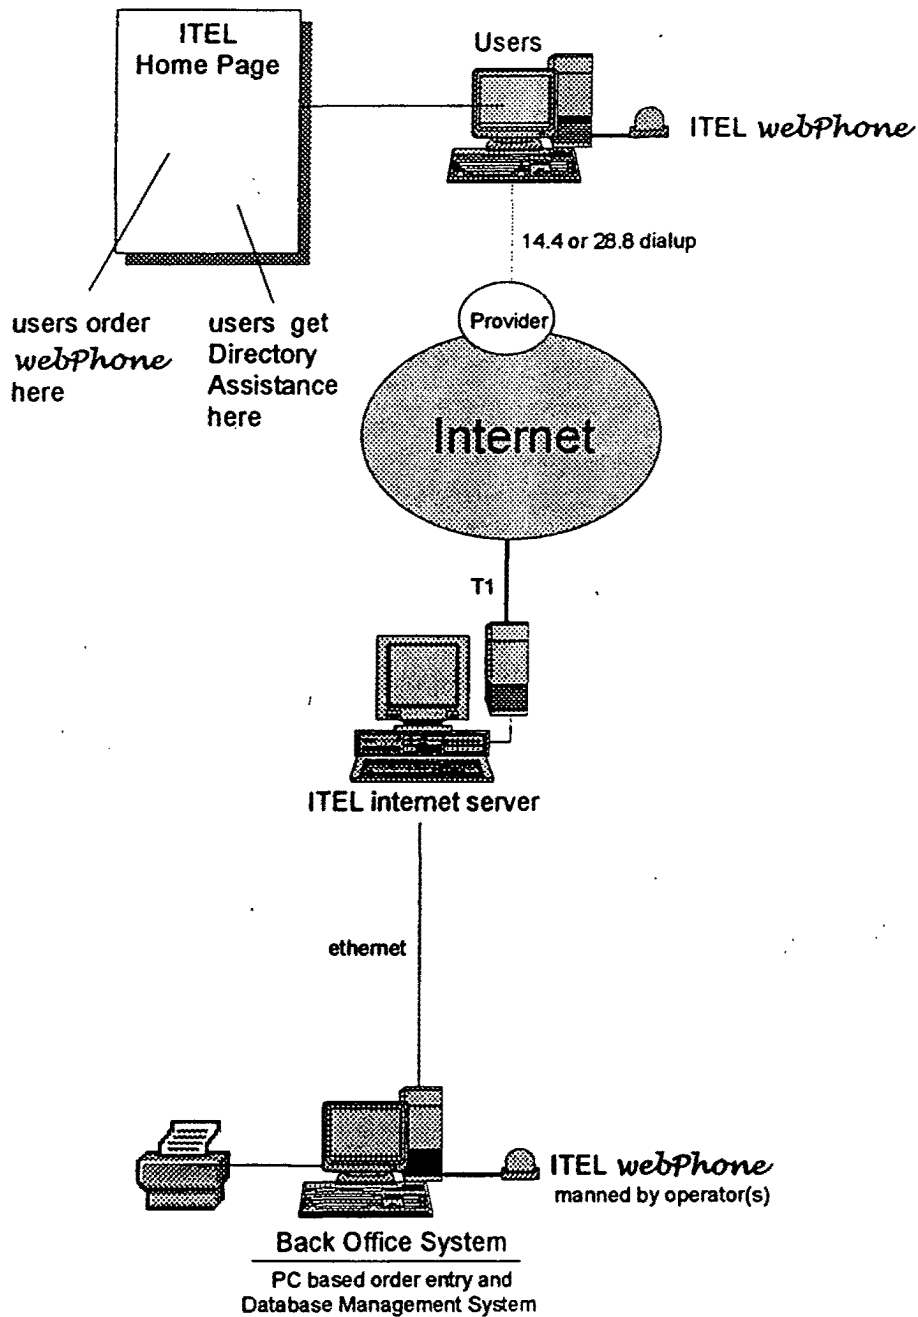 ITEL
Home Page
Users
ITEL webPhone
14.4 or 28.8 dialup
users order
webPhone
here
users get
Directory
Assistance
here
Provider
Internet
T1
ITEL internet server
ethernet
ITEL webPhone
manned by operator(s)
Back Office System
PC based order entry and
Database Management System